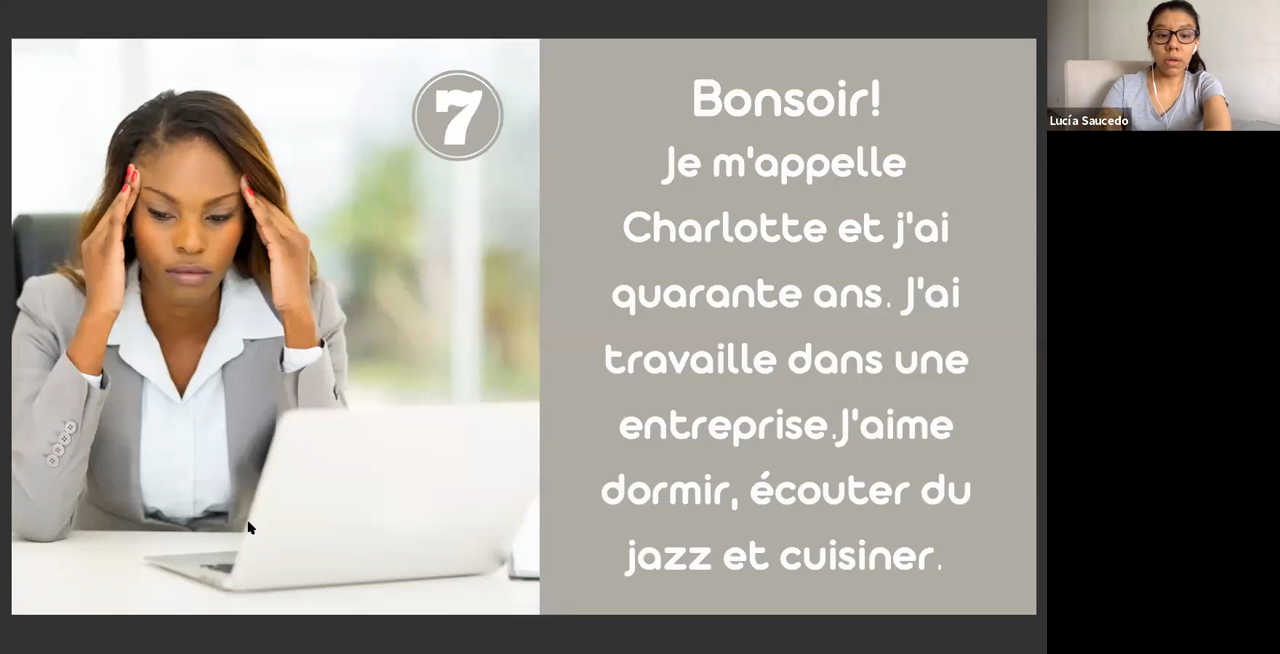 7
Bonsoir!
Je m'appelle
Charlotte et j'ai
quarante ans. J'ai
travaille dans une
entreprise.J'aime
dormir, écouter du
jazz et cuisiner.
Lucía Saucedo